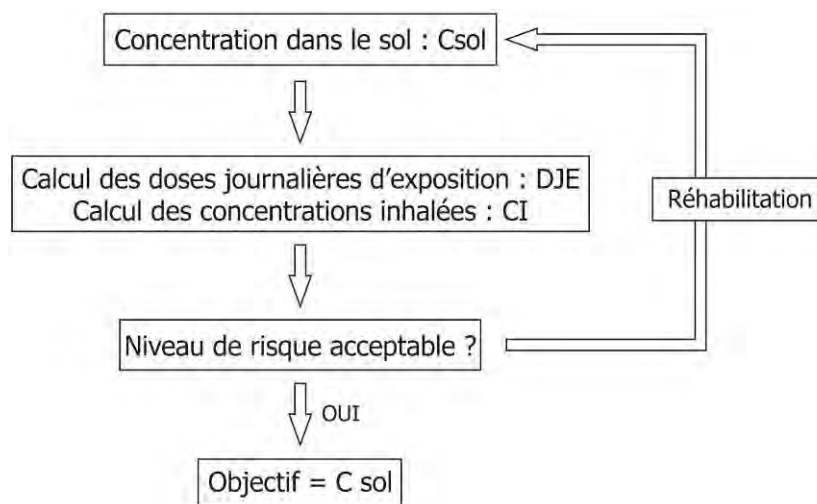 Concentration dans le sol : Csol
Calcul des doses journalières d'exposition : DJE
Calcul des concentrations inhalées : CI
Réhabilitation
Niveau de risque acceptable ?
OUI
Objectif = C sol